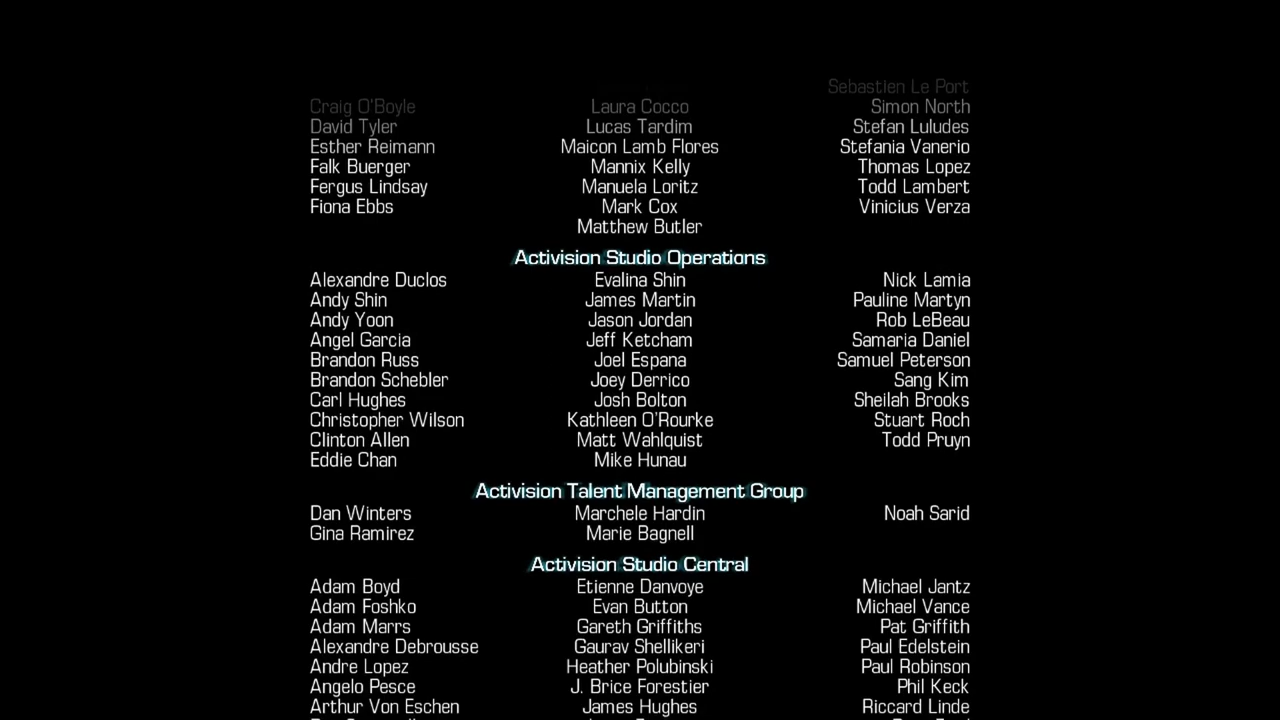 Sebastien Le Port
Craig O'Boyle Laura Cocco Simon North
David Tyler Lucas Tardim Stefan Luludes
Esther Reimann Maicon Lamb Flores Stefania Vanerio
Falk Buerger Mannix Kelly Thomas Lopez
Fergus Lindsay Manuela Loritz Todd Lambert
Fiona Ebbs Mark Cox Vinicius Verza
Matthew Butler
Activision Studio Operations
Alexandre Duclos Evalina Shin Nick Lamia
Andy Shin James Martin Pauline Martyn
Andy Yoon Jason Jordan Rob LeBeau
Angel Garcia Jeff Ketcham Samaria Daniel
Brandon Russ Joel Espana Samuel Peterson
Brandon Schebler Joey Derrico Sang Kim
Carl Hughes Josh Bolton Sheilah Brooks
Christopher Wilson Kathleen O'Rourke Stuart Roch
Clinton Allen Matt Wahlquist Todd Pruyn
Eddie Chan Mike Hunau
Activision Talent Management Group
Dan Winters Marchele Hardin Noah Sarid
Gina Ramirez Marie Bagnell
Activision Studio Central
Adam Boyd Etienne Danvoye Michael Jantz
Adam Foshko Evan Button Michael Vance
Adam Marrs Gareth Griffiths Pat Griffith
Alexandre Debrousse Gaurav Shellikeri Paul Edelstein
Andre Lopez Heather Polubinski Paul Robinson
Angelo Pesce J. Brice Forestier Phil Keck
Arthur Von Eschen James Hughes Riccard Linde